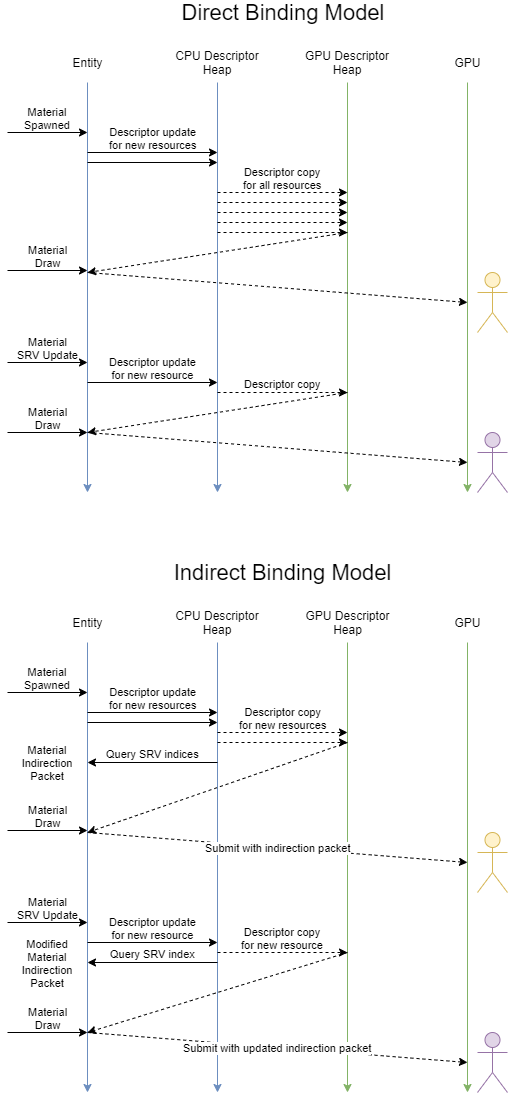 Direct Binding Model
Entity
CPU Descriptor
Heap
GPU Descriptor
Heap
GPU
Material
Spawned
Descriptor update
for new resources
Descriptor copy
for all resources
Material
Draw
Material
SRV Update
Descriptor update
for new resource
Descriptor copy
Material
Draw
Indirect Binding Model
Entity
CPU Descriptor
Heap
GPU Descriptor
Heap
GPU
Material
Spawned
Descriptor update
for new resources
Descriptor copy
for new resources
Material
Indirection
Packet
Query SRV indices
Material
Draw
Submit with indirection packet
Material
SRV Update
Descriptor update
for new resource
Descriptor copy
for new resource
Modified
Material
Indirection
Packet
Query SRV index
Material
Draw
Submit with updated indirection packet